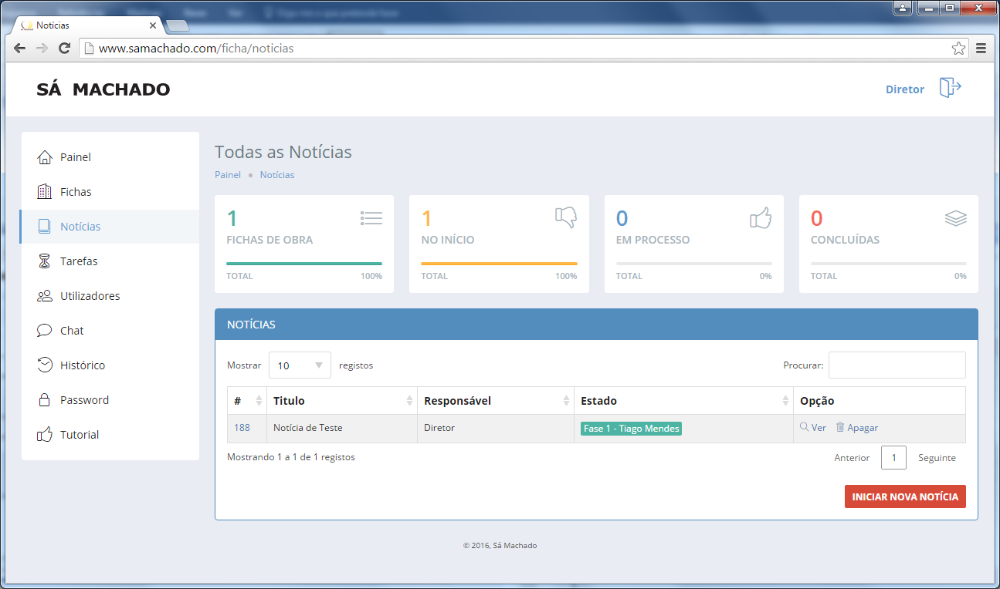 Notícias
www.samachado.com/ficha/noticias
SÁ MACHADO
Diretor
Painel
Fichas
Notícias
Tarefas
Utilizadores
Chat
Histórico
Password
Tutorial
Todas as Notícias
Painel Notícias
1
FICHAS DE OBRA
TOTAL 100%
1
NO INÍCIO
TOTAL 100%
0
EM PROCESSO
TOTAL 0%
0
CONCLUÍDAS
TOTAL 0%
NOTÍCIAS
Mostrar 10 registos Procurar:
# Titulo Responsável Estado Opção
188 Notícia de Teste Diretor Fase 1 - Tiago Mendes Ver Apagar
Mostrando 1 a 1 de 1 registos Anterior 1 Seguinte
INICIAR NOVA NOTÍCIA
© 2016, Sá Machado